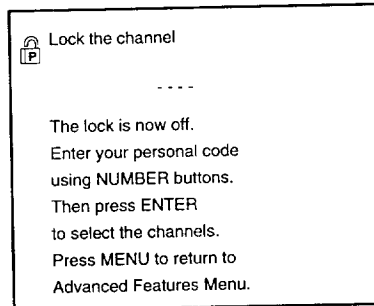 Lock the channel
P
- - - -
The lock is now off.
Enter your personal code
using NUMBER buttons.
Then press ENTER
to select the channels.
Press MENU to return to
Advanced Features Menu.